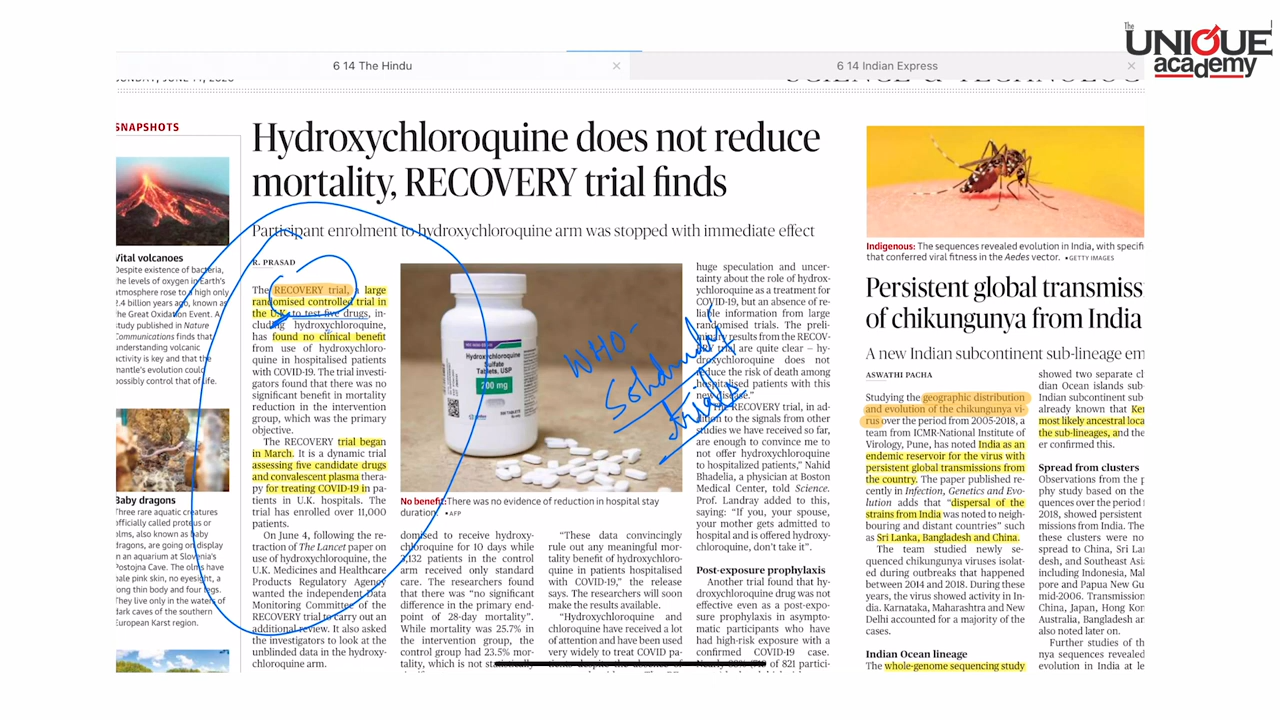 The
UNIQUE
academy
6 14 The Hindu
6 14 Indian Express
SNAPSHOTS
Vital volcanoes
Despite existence of bacteria,
the levels of oxygen in Earth's
atmosphere rose to a high only
2.4 billion years ago, known as
the Great Oxidation Event. A
study published in Nature
Communications finds that
understanding volcanic
activity is key and that the
mantle's evolution could
possibly control that of life.
Baby dragons
Three rare aquatic creatures
officially called proteus or
olms, also known as baby
dragons, are going on display
in an aquarium at Slovenia's
Postojna Cave. The olms have
pale pink skin, no eyesight, a
long thin body and four legs.
They live only in the waters of
dark caves of the southern
European Karst region.
Hydroxychloroquine does not reduce
mortality, RECOVERY trial finds
Participant enrolment to hydroxychloroquine arm was stopped with immediate effect
R. PRASAD
The RECOVERY trial, a large
randomised controlled trial in
the U.K. to test five drugs, in-
cluding hydroxychloroquine,
has found no clinical benefit
from use of hydroxychloro-
quine in hospitalised patients
with COVID-19. The trial investi-
gators found that there was no
significant benefit in mortality
reduction in the intervention
group, which was the primary
objective.
The RECOVERY trial began
in March. It is a dynamic trial
assessing five candidate drugs
and convalescent plasma thera-
py for treating COVID-19 in pa-
tients in U.K. hospitals. The
trial has enrolled over 11,000
patients.
On June 4, following the re-
traction of The Lancet paper on
use of hydroxychloroquine, the
U.K. Medicines and Healthcare
Products Regulatory Agency
wanted the independent Data
Monitoring Committee of the
RECOVERY trial to carry out an
additional review. It also asked
the investigators to look at the
unblinded data in the hydroxy-
chloroquine arm.
Hydroxychloroquine
Sulfate
Tablets, USP
200 mg
WHO-
Solidarity
trials
No benefit: There was no evidence of reduction in hospital stay
duration. • AFP
domised to receive hydroxy-
chloroquine for 10 days while
3,132 patients in the control
arm received only standard
care. The researchers found
that there was "no significant
difference in the primary end-
point of 28-day mortality".
While mortality was 25.7% in
the intervention group, the
control group had 23.5% mor-
tality, which is not statistically
"These data convincingly
rule out any meaningful mor-
tality benefit of hydroxychloro-
quine in patients hospitalised
with COVID-19," the release
says. The researchers will soon
make the results available.
"Hydroxychloroquine and
chloroquine have received a lot
of attention and have been used
very widely to treat COVID pa-
tients despite the absence of
huge speculation and uncer-
tainty about the role of hydroxy-
chloroquine as a treatment for
COVID-19, but an absence of re-
liable information from large
randomised trials. The preli-
minary results from the RECOV-
ERY trial are quite clear – hy-
droxychloroquine does not
reduce the risk of death among
hospitalised patients with this
new disease."
The RECOVERY trial, in ad-
dition to the signals from other
studies we have received so far,
are enough to convince me to
not offer hydroxychloroquine
to hospitalized patients," Nahid
Bhadelia, a physician at Boston
Medical Center, told Science.
Prof. Landray added to this,
saying: "If you, your spouse,
your mother gets admitted to
hospital and is offered hydroxy-
chloroquine, don't take it".
Post-exposure prophylaxis
Another trial found that hy-
droxychloroquine drug was not
effective even as a post-expo-
sure prophylaxis in asympto-
matic participants who have
had high-risk exposure with a
confirmed COVID-19 case.
of 821 partici-
Indigenous: The sequences revealed evolution in India, with specifi
that conferred viral fitness in the Aedes vector. • GETTY IMAGES
Persistent global transmiss
of chikungunya from India
A new Indian subcontinent sub-lineage em
ASWATHI PACHA
Studying the geographic distribution
and evolution of the chikungunya vi-
rus over the period from 2005-2018, a
team from ICMR-National Institute of
Virology, Pune, has noted India as an
endemic reservoir for the virus with
persistent global transmissions from
the country. The paper published re-
cently in Infection, Genetics and Evo-
lution adds that "dispersal of the
strains from India was noted to neigh-
bouring and distant countries" such
as Sri Lanka, Bangladesh and China.
The team studied newly se-
quenced chikungunya viruses isolat-
ed during outbreaks that happened
between 2014 and 2018. During these
years, the virus showed activity in In-
dia. Karnataka, Maharashtra and New
Delhi accounted for a majority of the
cases.
Indian Ocean lineage
The whole-genome sequencing study
showed two separate cl
dian Ocean islands sub-
Indian subcontinent sub-
already known that Ker
most likely ancestral loca
the sub-lineages, and the
er confirmed this.
Spread from clusters
Observations from the p
phy study based on the
quences over the period
2018, showed persistent
missions from India. The
these clusters were no
spread to China, Sri Lan
desh, and Southeast Asi
including Indonesia, Mal
pore and Papua New Gu
mid-2006. Transmission
China, Japan, Hong Kon
Australia, Bangladesh an
also noted later on.
Further studies of th
nya sequences revealed
evolution in India at le